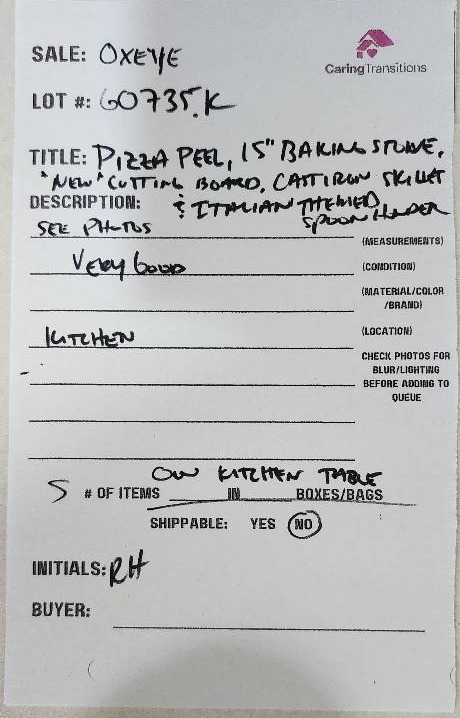 SALE: OXEYE
CaringTransitions
LOT #: 60735.K
TITLE: PIZZA PEEL, 15" BAKING STONE,
"NEW" CUTTING BOARD, CAST IRON SKILLET
DESCRIPTION: & ITALIAN THEMED
SPOON HOLDER
SEE PHOTOS (MEASUREMENTS)
VERY GOOD (CONDITION)
(MATERIAL/COLOR
/BRAND)
KITCHEN (LOCATION)
CHECK PHOTOS FOR
BLUR/LIGHTING
BEFORE ADDING TO
QUEUE
ON KITCHEN TABLE
5 # OF ITEMS IN BOXES/BAGS
SHIPPABLE: YES NO
INITIALS: RH
BUYER: